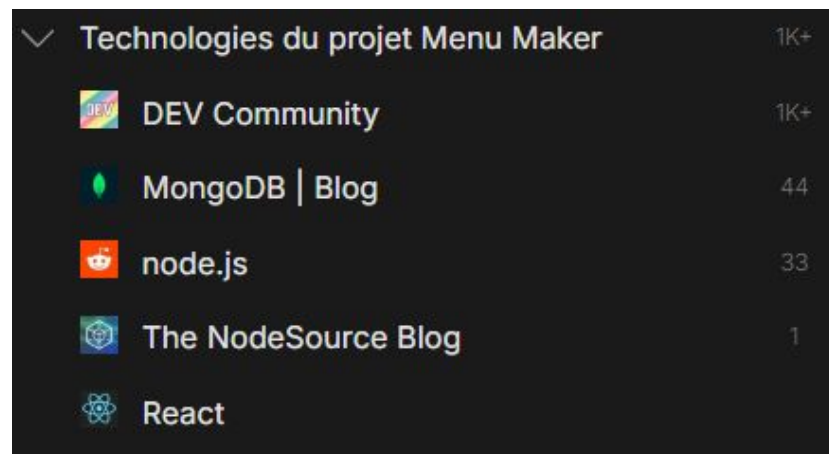 Technologies du projet Menu Maker 1K+
DEV DEV Community 1K+
MongoDB | Blog 44
node.js 33
The NodeSource Blog 1
React